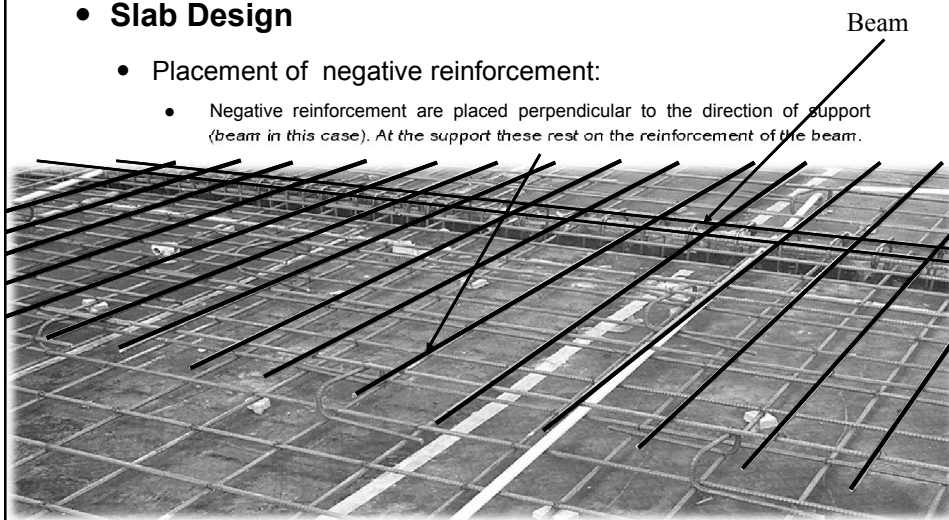 • Slab Design
Beam
• Placement of negative reinforcement:
• Negative reinforcement are placed perpendicular to the direction of support
(beam in this case). At the support these rest on the reinforcement of the beam.